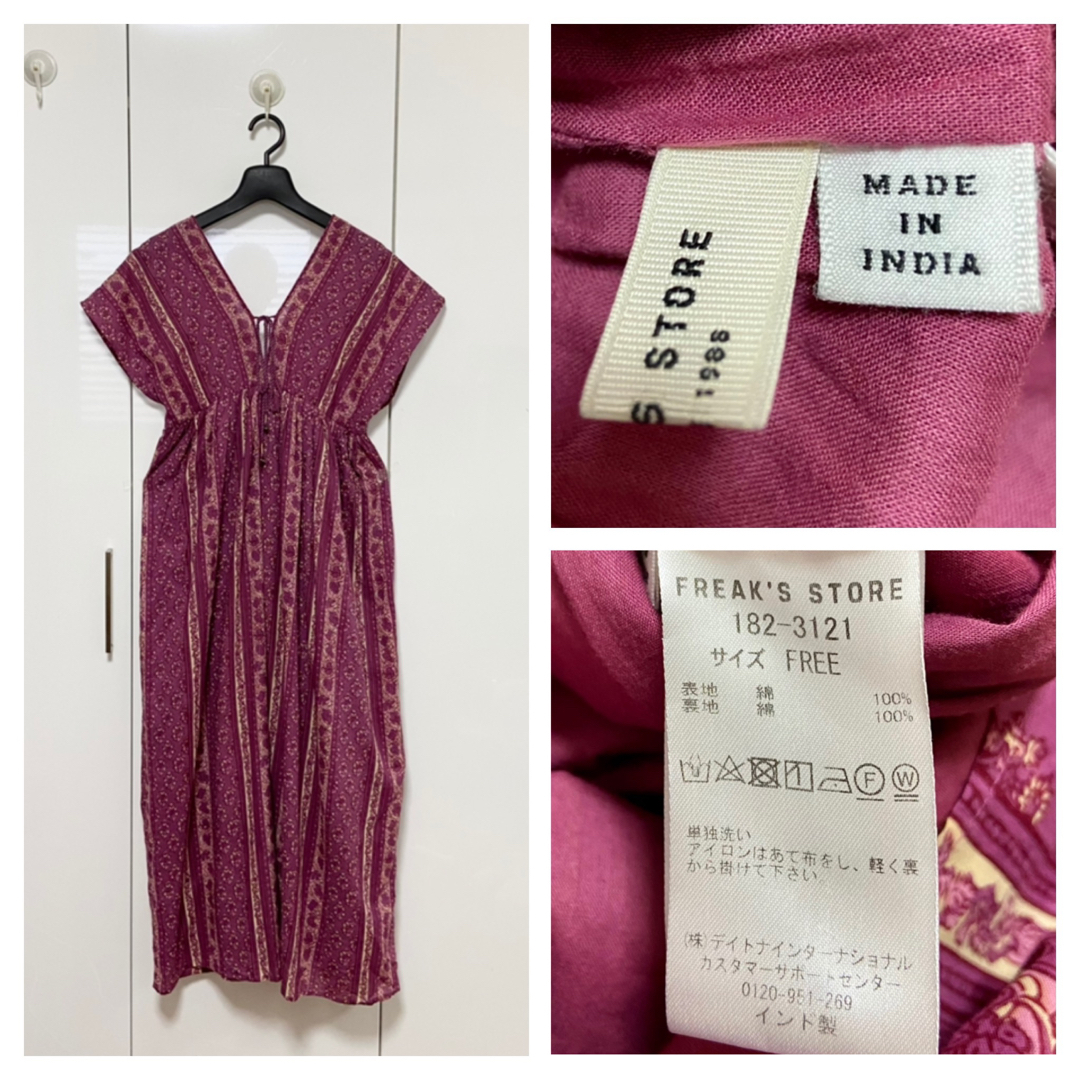 S STORE
1988
MADE
IN
INDIA
FREAK'S STORE
182-3121
サイズ FREE
表地 綿 100%
裏地 綿 100%
F W
単独洗い
アイロンはあて布をし、軽く裏
から掛けて下さい
(株)デイトナインターナショナル
カスタマーサポートセンター
0120-951-269
インド製